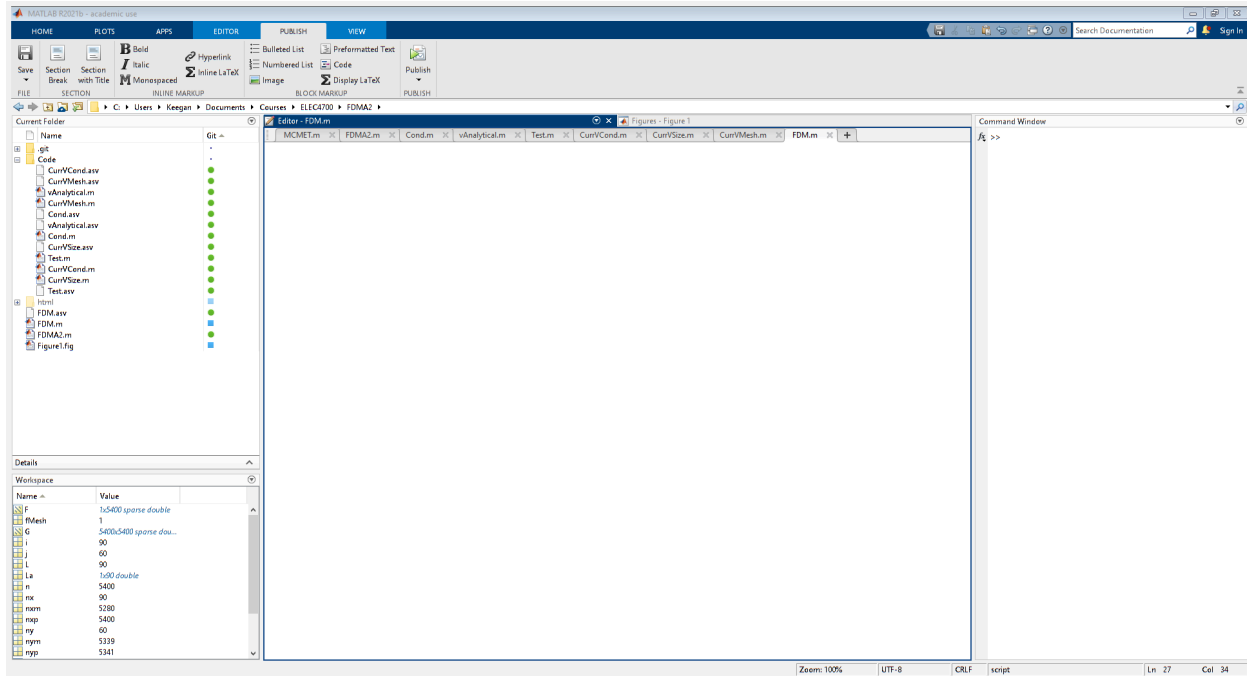 MATLAB R2021b - academic use
HOME PLOTS APPS EDITOR PUBLISH VIEW
Search Documentation Sign In
Save Section Break Section with Title
B Bold
I Italic
M Monospaced
Hyperlink
Σ Inline LaTeX
Bulleted List
Numbered List
Image
Preformatted Text
Code
Σ Display LaTeX
Publish
FILE SECTION INLINE MARKUP BLOCK MARKUP PUBLISH
C: Users Keegan Documents Courses ELEC4700 FDMA2
Current Folder
Name Git
.git
Code
CurrVCond.asv
CurrVMesh.asv
vAnalytical.m
CurrVMesh.m
Cond.asv
vAnalytical.asv
Cond.m
CurrVSize.asv
Test.m
CurrVCond.m
CurrVSize.m
Test.asv
html
FDM.asv
FDM.m
FDMA2.m
Figure1.fig
Details
Workspace
Name Value
F 1x5400 sparse double
fMesh 1
G 5400x5400 sparse dou...
i 90
j 60
L 90
La 1x90 double
n 5400
nx 90
nxm 5280
nxp 5400
ny 60
nym 5339
nyp 5341
Editor - FDM.m
Figures - Figure 1
MCMET.m FDMA2.m Cond.m vAnalytical.m Test.m CurrVCond.m CurrVSize.m CurrVMesh.m FDM.m +
Command Window
fx >>
Zoom: 100% UTF-8 CRLF script Ln 27 Col 34